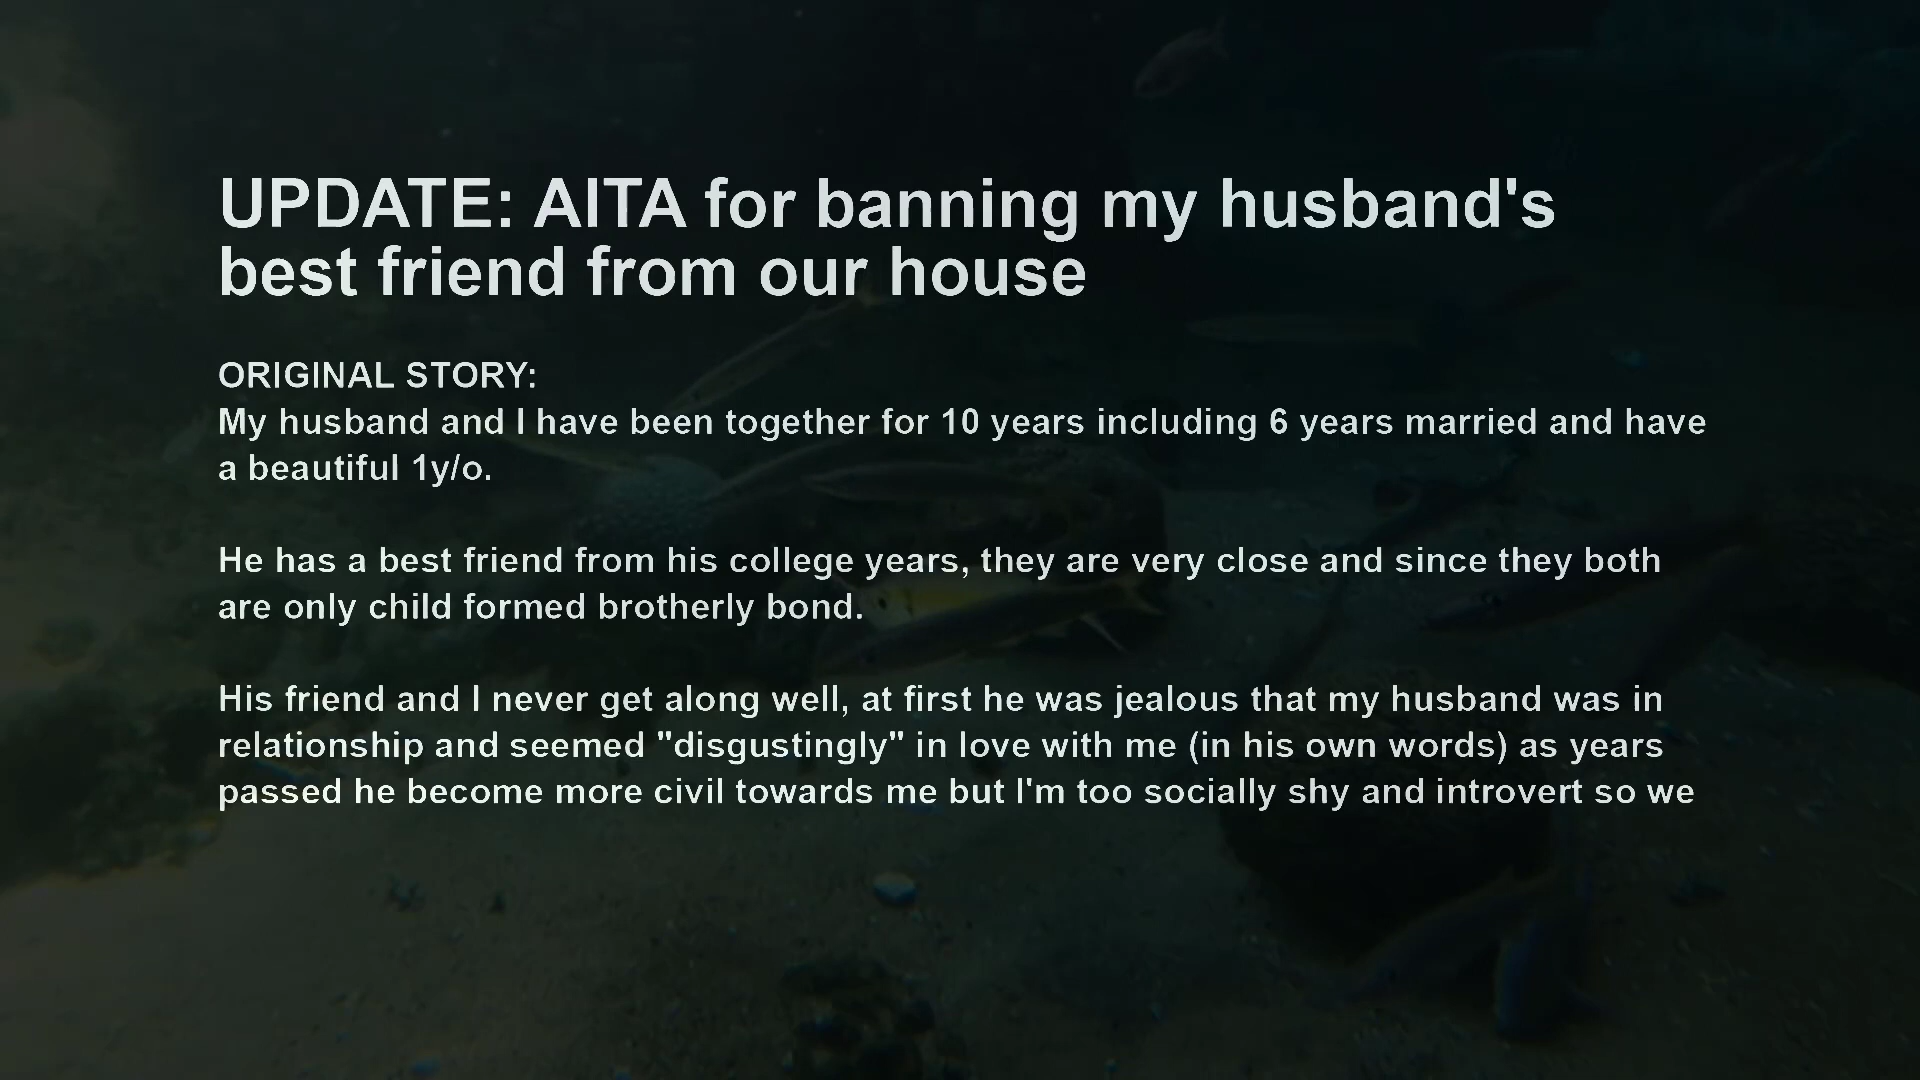 UPDATE: AITA for banning my husband's
best friend from our house
ORIGINAL STORY:
My husband and I have been together for 10 years including 6 years married and have
a beautiful 1y/o.
He has a best friend from his college years, they are very close and since they both
are only child formed brotherly bond.
His friend and I never get along well, at first he was jealous that my husband was in
relationship and seemed "disgustingly" in love with me (in his own words) as years
passed he become more civil towards me but I'm too socially shy and introvert so we